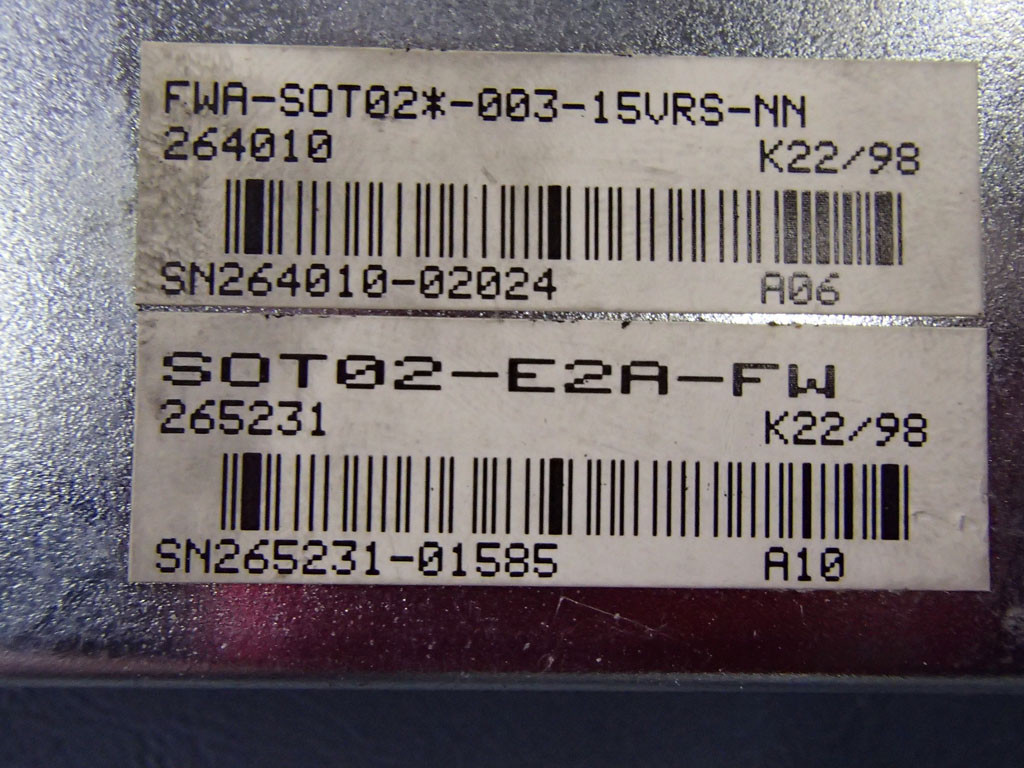 FWA-SOT02*-003-15VRS-NN
264010 K22/98
SN264010-02024 A06
SOT02-E2A-FW
265231 K22/98
SN265231-01585 A10